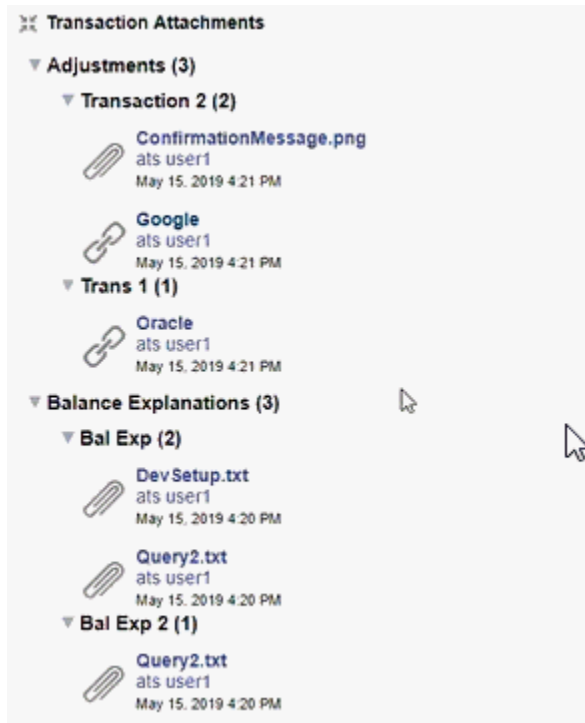 Transaction Attachments
Adjustments (3)
Transaction 2 (2)
ConfirmationMessage.png
ats user1
May 15, 2019 4:21 PM
Google
ats user1
May 15, 2019 4:21 PM
Trans 1 (1)
Oracle
ats user1
May 15, 2019 4:21 PM
Balance Explanations (3)
Bal Exp (2)
DevSetup.txt
ats user1
May 15, 2019 4:20 PM
Query2.txt
ats user1
May 15, 2019 4:20 PM
Bal Exp 2 (1)
Query2.txt
ats user1
May 15, 2019 4:20 PM